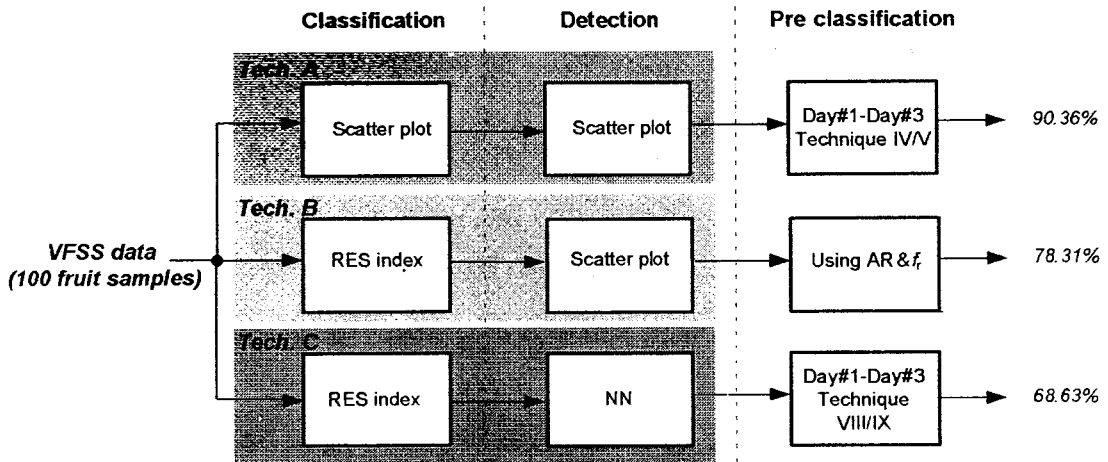 Classification
Detection
Pre classification
Tech. A
Scatter plot
Scatter plot
Day#1-Day#3
Technique IV/V
90.36%
Tech. B
VFSS data
(100 fruit samples)
RES index
Scatter plot
Using AR & fr
78.31%
Tech. C
RES index
NN
Day#1-Day#3
Technique
VIII/IX
68.63%